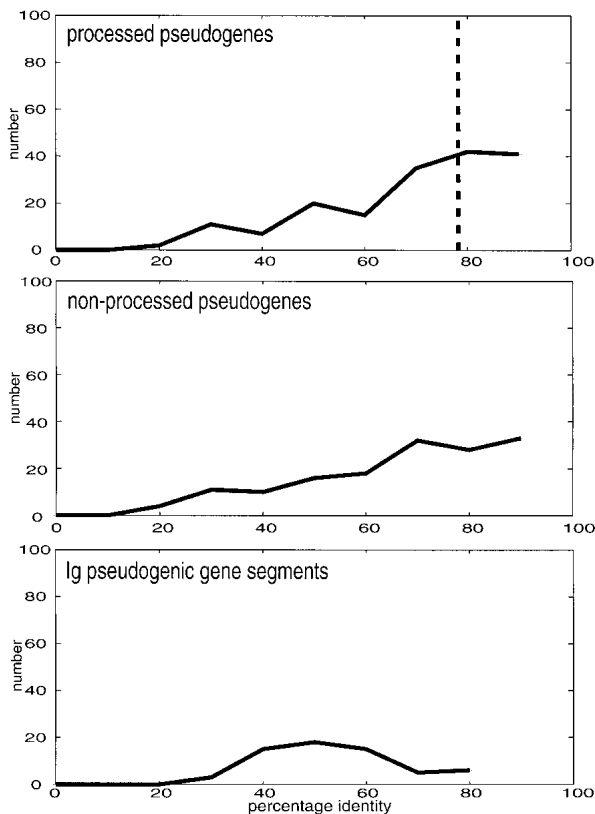 processed pseudogenes
number
100
80
60
40
20
0
0 20 40 60 80 100
non-processed pseudogenes
number
100
80
60
40
20
0
0 20 40 60 80 100
Ig pseudogenic gene segments
number
100
80
60
40
20
0
0 20 40 60 80 100
percentage identity